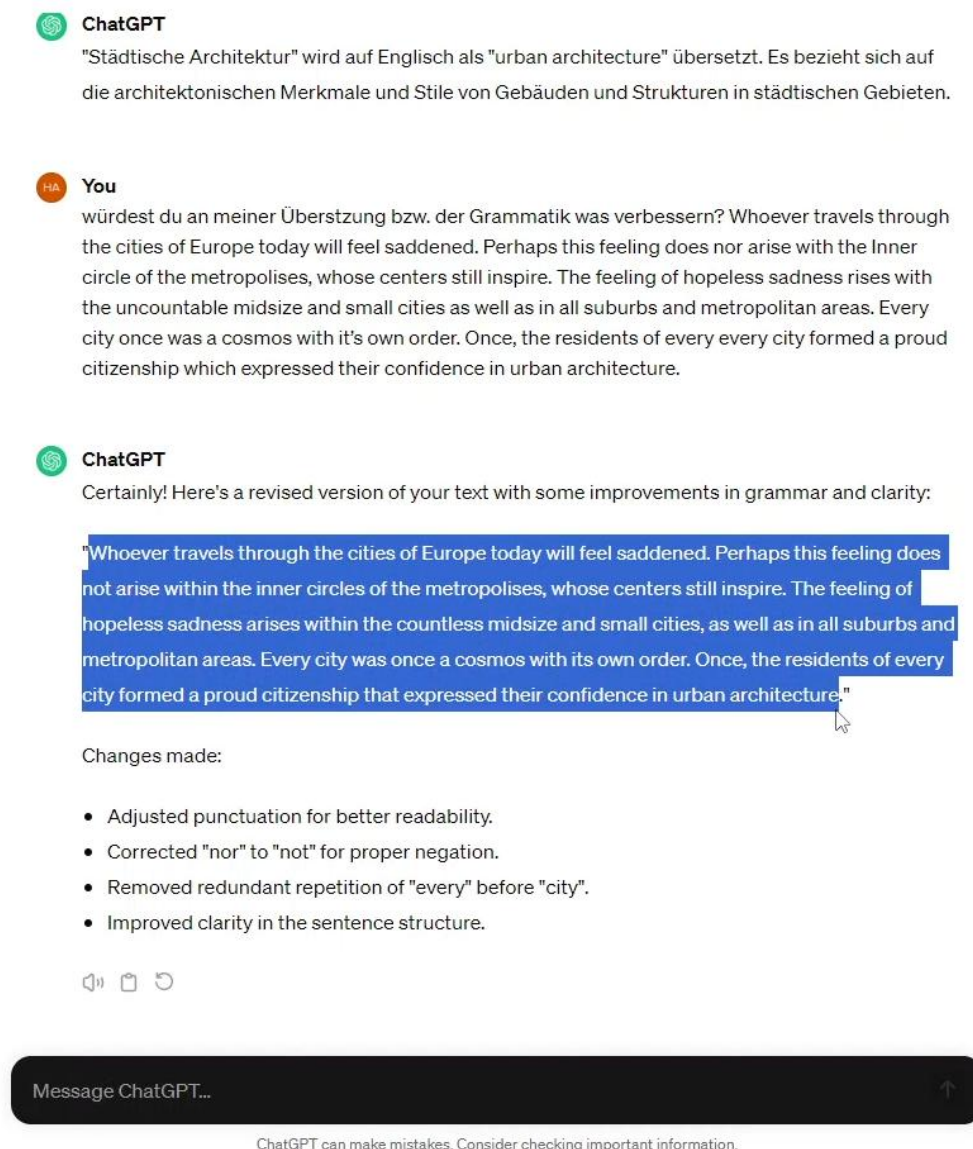 ChatGPT
"Städtische Architektur" wird auf Englisch als "urban architecture" übersetzt. Es bezieht sich auf
die architektonischen Merkmale und Stile von Gebäuden und Strukturen in städtischen Gebieten.
HA
You
würdest du an meiner Überstzung bzw. der Grammatik was verbessern? Whoever travels through
the cities of Europe today will feel saddened. Perhaps this feeling does nor arise with the Inner
circle of the metropolises, whose centers still inspire. The feeling of hopeless sadness rises with
the uncountable midsize and small cities as well as in all suburbs and metropolitan areas. Every
city once was a cosmos with it’s own order. Once, the residents of every every city formed a proud
citizenship which expressed their confidence in urban architecture.
ChatGPT
Certainly! Here's a revised version of your text with some improvements in grammar and clarity:
"Whoever travels through the cities of Europe today will feel saddened. Perhaps this feeling does
not arise within the inner circles of the metropolises, whose centers still inspire. The feeling of
hopeless sadness arises within the countless midsize and small cities, as well as in all suburbs and
metropolitan areas. Every city was once a cosmos with its own order. Once, the residents of every
city formed a proud citizenship that expressed their confidence in urban architecture."
Changes made:
• Adjusted punctuation for better readability.
• Corrected "nor" to "not" for proper negation.
• Removed redundant repetition of "every" before "city".
• Improved clarity in the sentence structure.
Message ChatGPT...
ChatGPT can make mistakes. Consider checking important information.